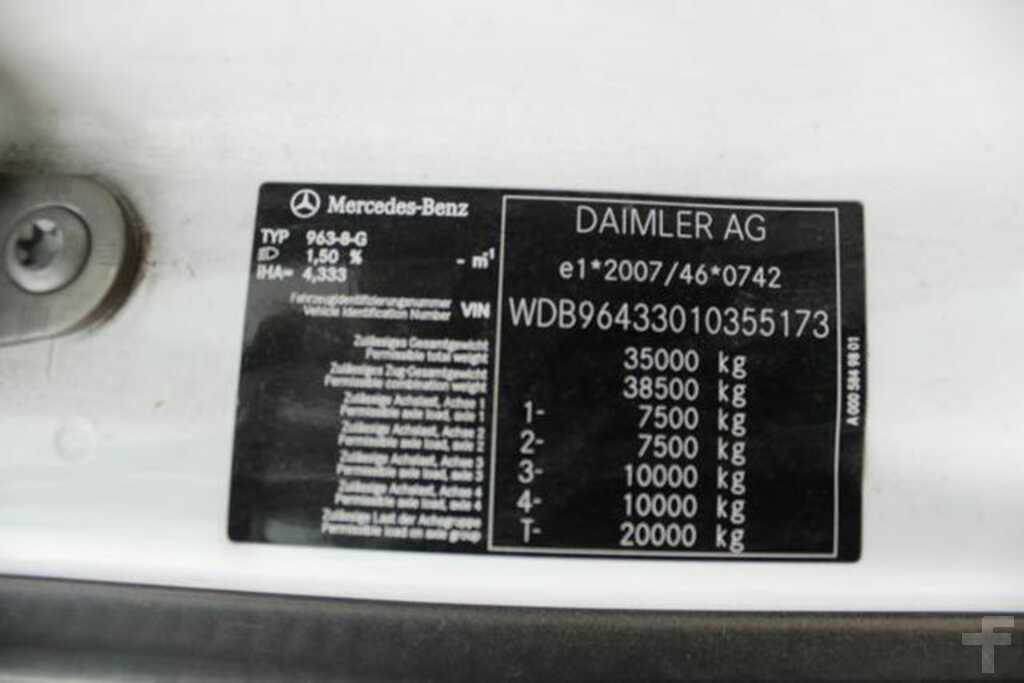 Mercedes-Benz
TYP 963-8-G
1,50 % - m⁻¹
IHA= 4,333
Fahrzeugidentifizierungsnummer
Vehicle Identification Number VIN
Zulässiges Gesamtgewicht
Permissible total weight
Zulässiges Zug-Gesamtgewicht
Permissible combination weight
Zulässige Achslast, Achse 1
Permissible axle load, axle 1
Zulässige Achslast, Achse 2
Permissible axle load, axle 2
Zulässige Achslast, Achse 3
Permissible axle load, axle 3
Zulässige Achslast, Achse 4
Permissible axle load, axle 4
Zulässige Last der Achsgruppe
Permissible load on axle group
DAIMLER AG
e1*2007/46*0742
WDB96433010355173
35000 kg
38500 kg
1- 7500 kg
2- 7500 kg
3- 10000 kg
4- 10000 kg
T- 20000 kg
A 000 584 98 01